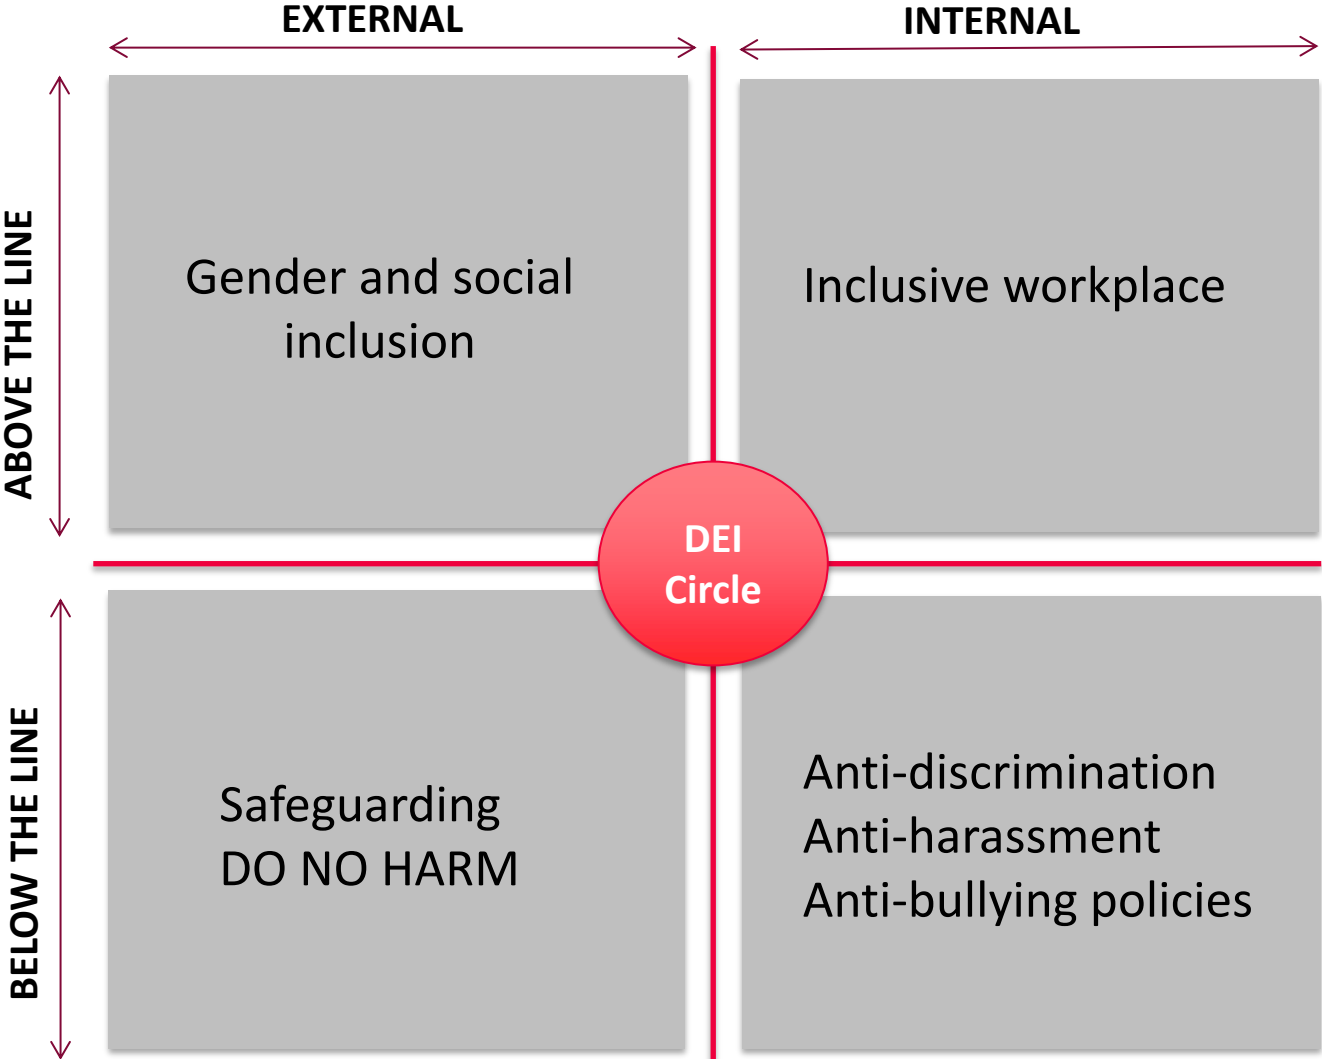 EXTERNAL
INTERNAL
ABOVE THE LINE
Gender and social
inclusion
Inclusive workplace
DEI
Circle
BELOW THE LINE
Safeguarding
DO NO HARM
Anti-discrimination
Anti-harassment
Anti-bullying policies